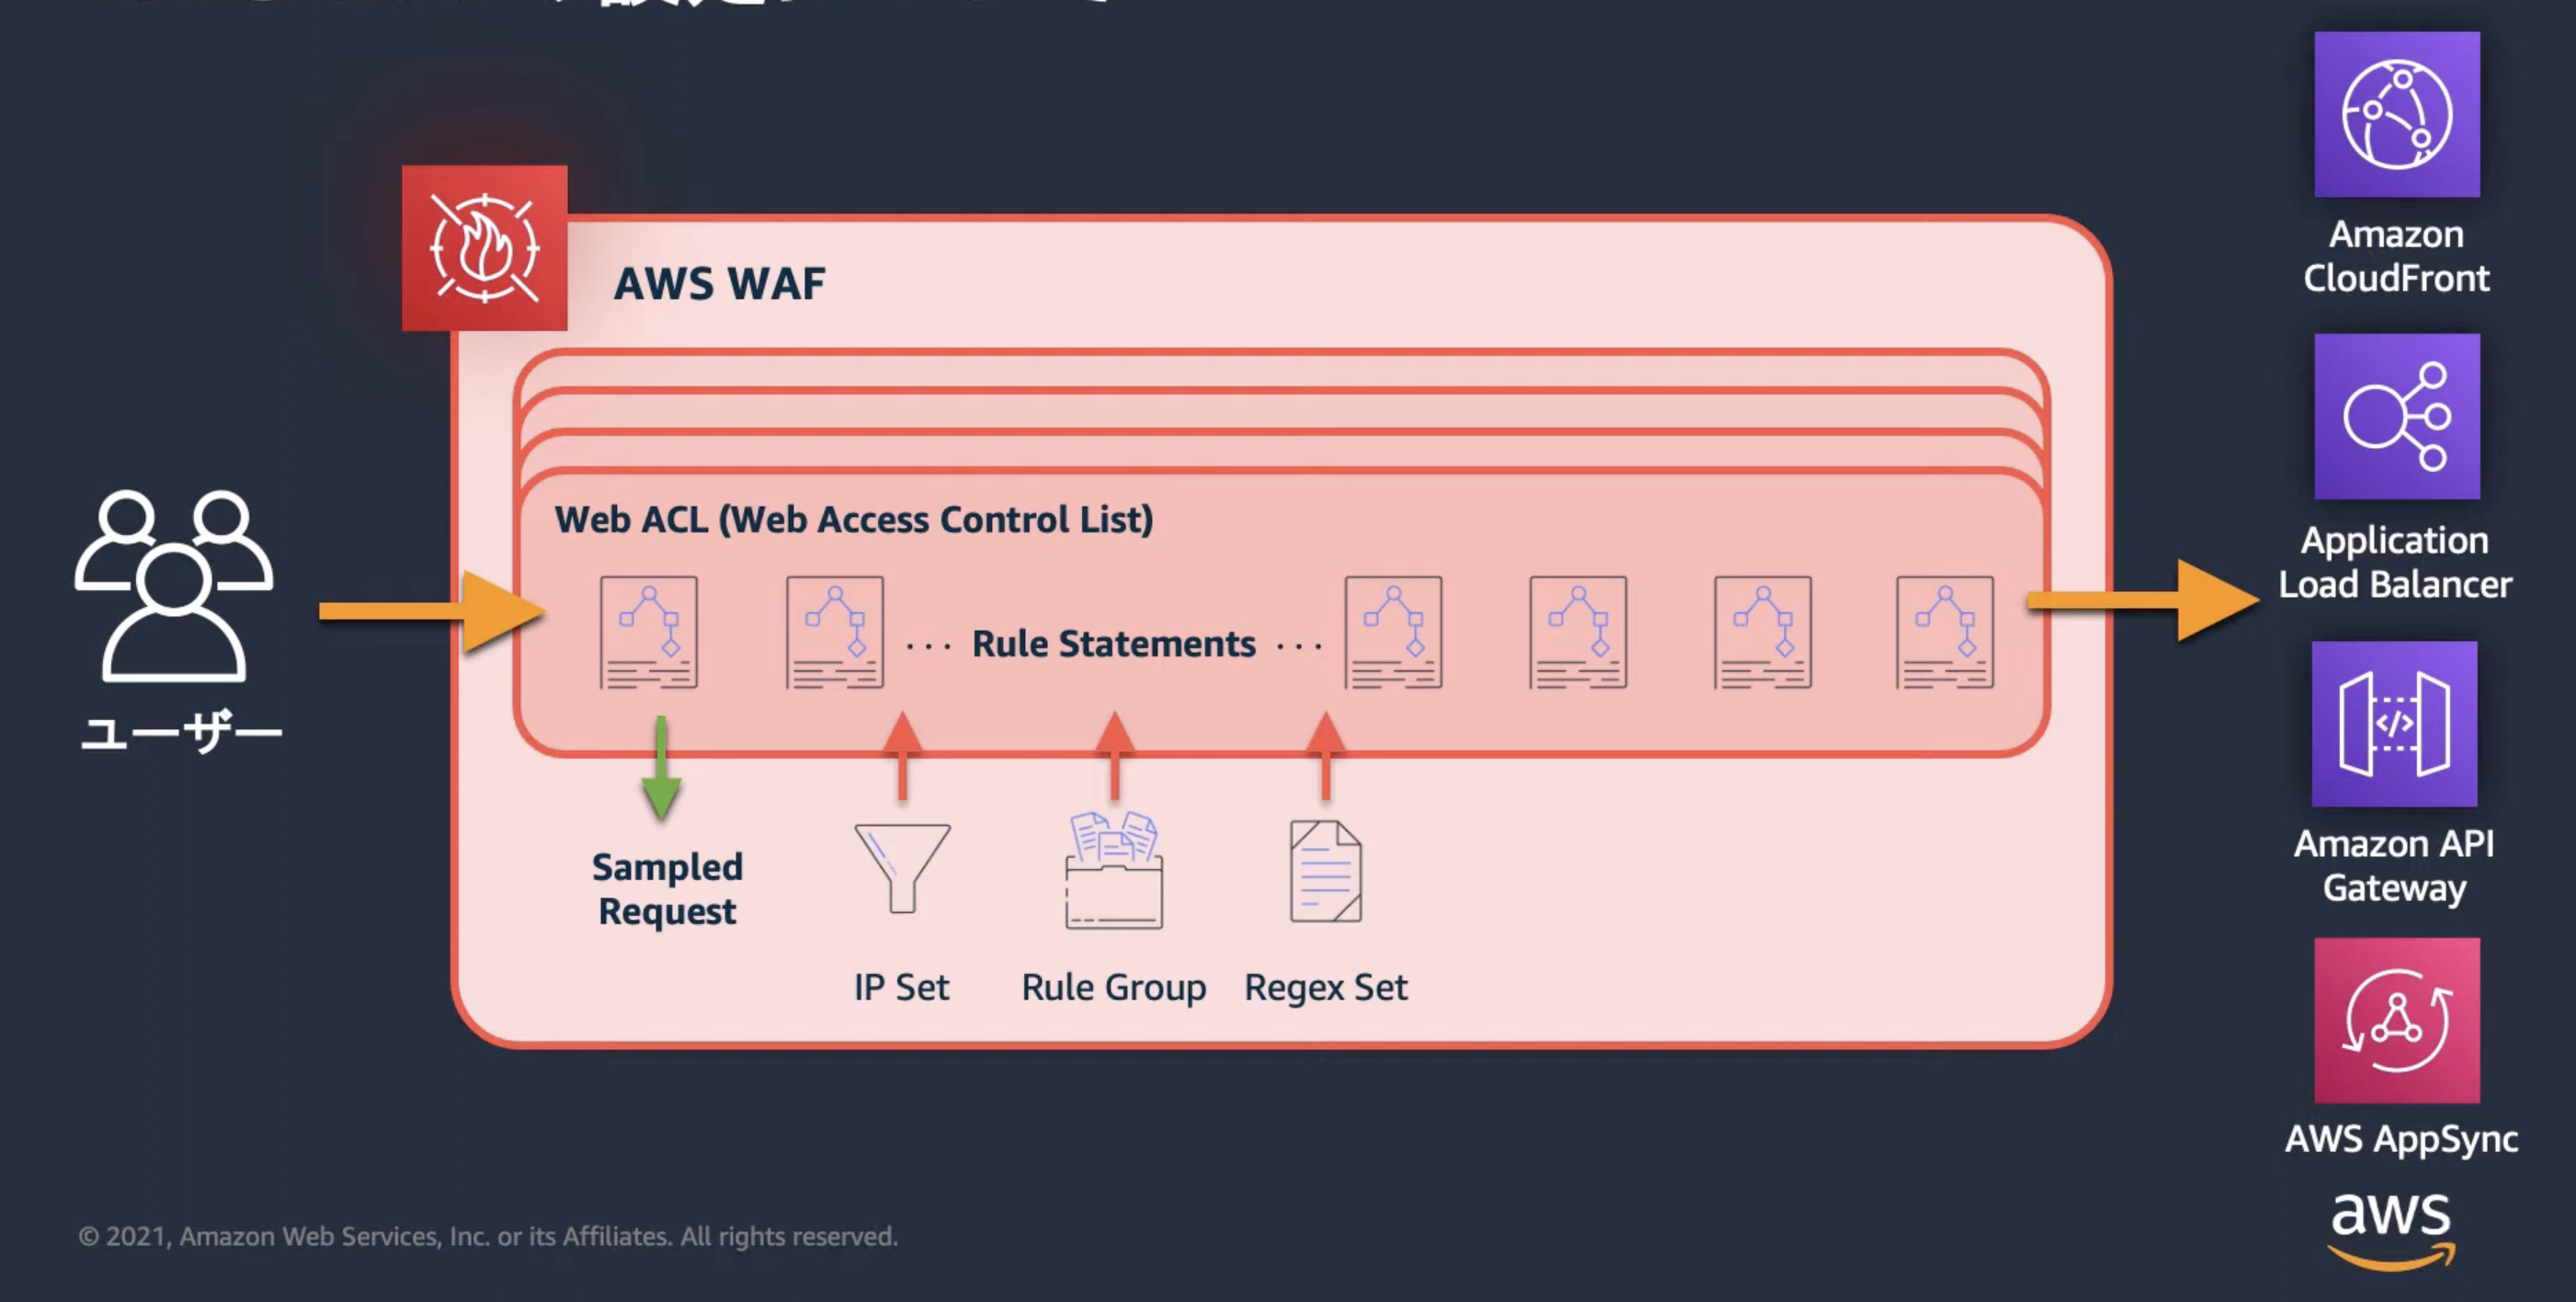 AWS WAF
Web ACL (Web Access Control List)
··· Rule Statements ···
ユーザー
Sampled
Request
IP Set
Rule Group
Regex Set
Amazon
CloudFront
Application
Load Balancer
Amazon API
Gateway
AWS AppSync
aws
© 2021, Amazon Web Services, Inc. or its Affiliates. All rights reserved.